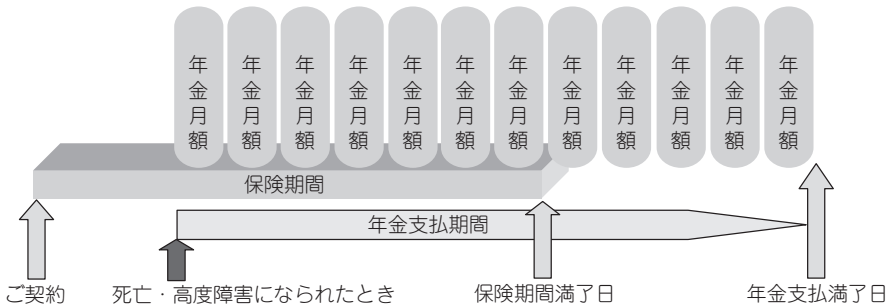 年金月額 年金月額 年金月額 年金月額 年金月額 年金月額 年金月額 年金月額 年金月額 年金月額 年金月額 年金月額
保険期間
年金支払期間
ご契約 死亡・高度障害になられたとき 保険期間満了日 年金支払満了日